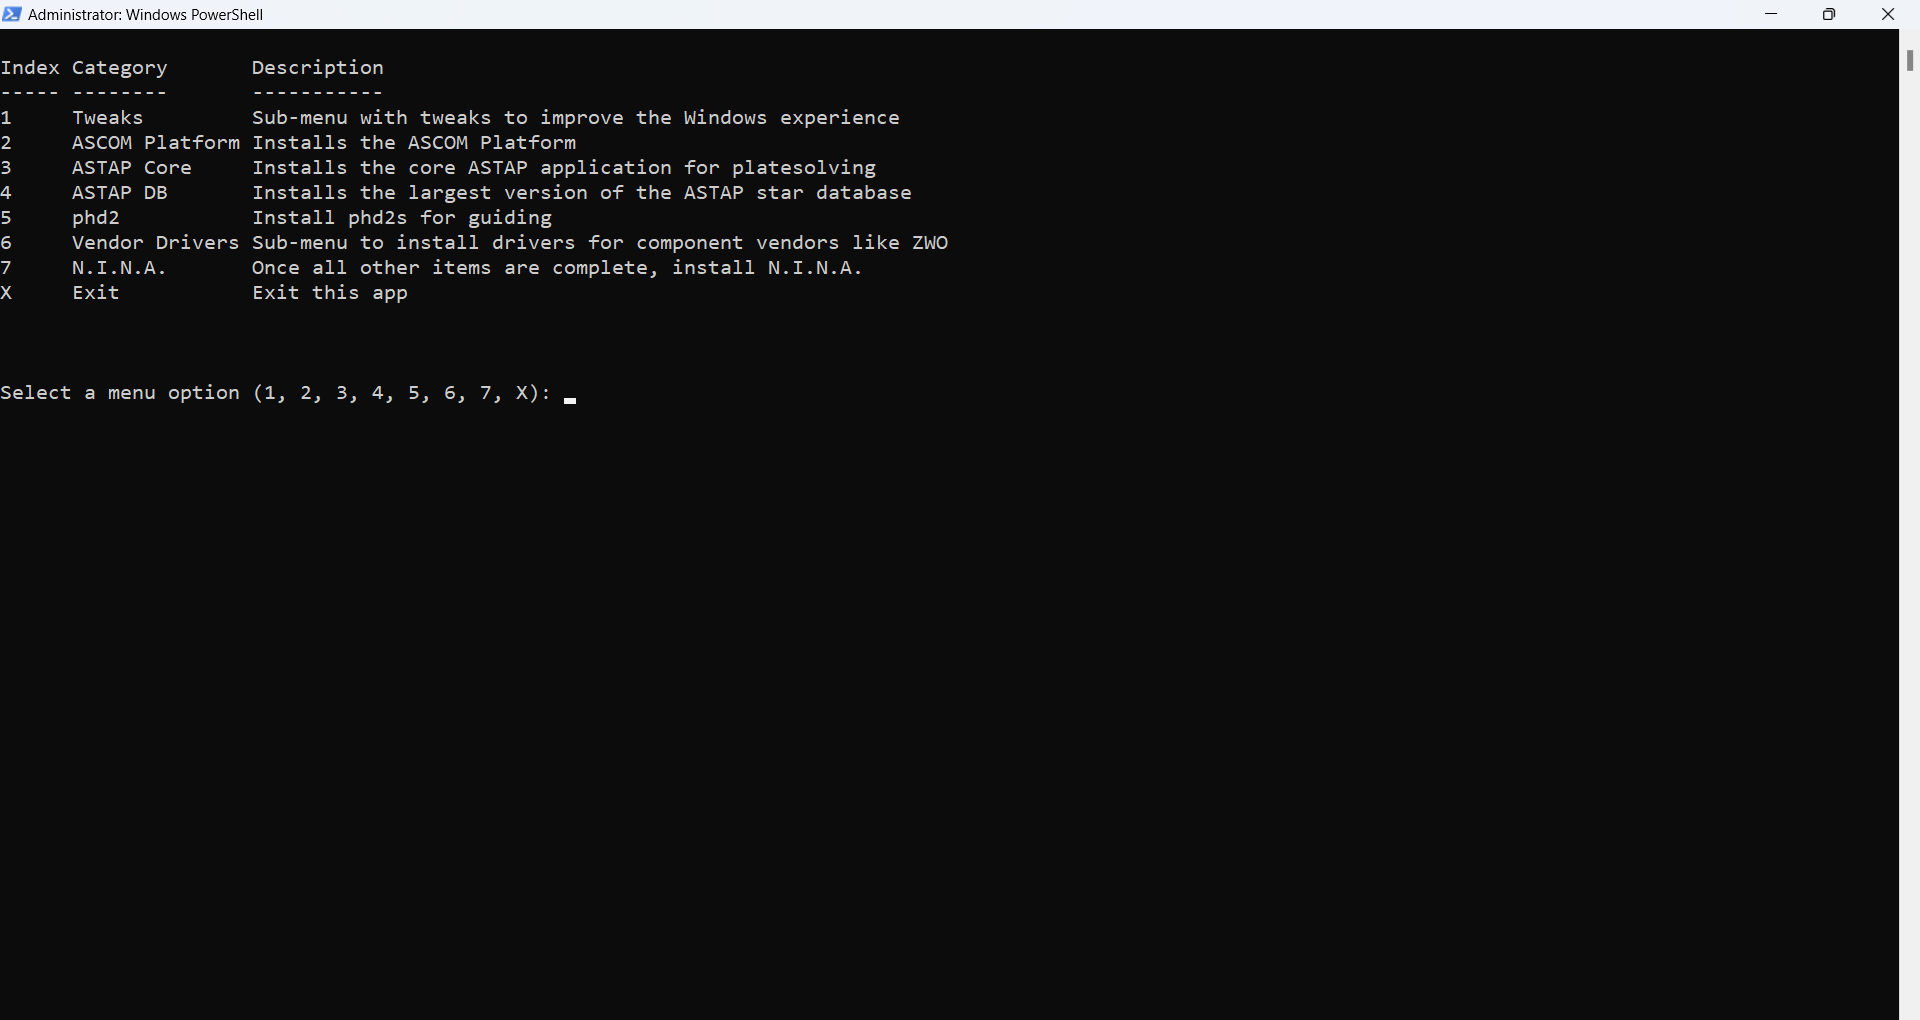 Administrator: Windows PowerShell
Index Category       Description
----- --------       -----------
1     Tweaks         Sub-menu with tweaks to improve the Windows experience
2     ASCOM Platform Installs the ASCOM Platform
3     ASTAP Core     Installs the core ASTAP application for platesolving
4     ASTAP DB       Installs the largest version of the ASTAP star database
5     phd2           Install phd2s for guiding
6     Vendor Drivers Sub-menu to install drivers for component vendors like ZWO
7     N.I.N.A.       Once all other items are complete, install N.I.N.A.
X     Exit           Exit this app
Select a menu option (1, 2, 3, 4, 5, 6, 7, X):